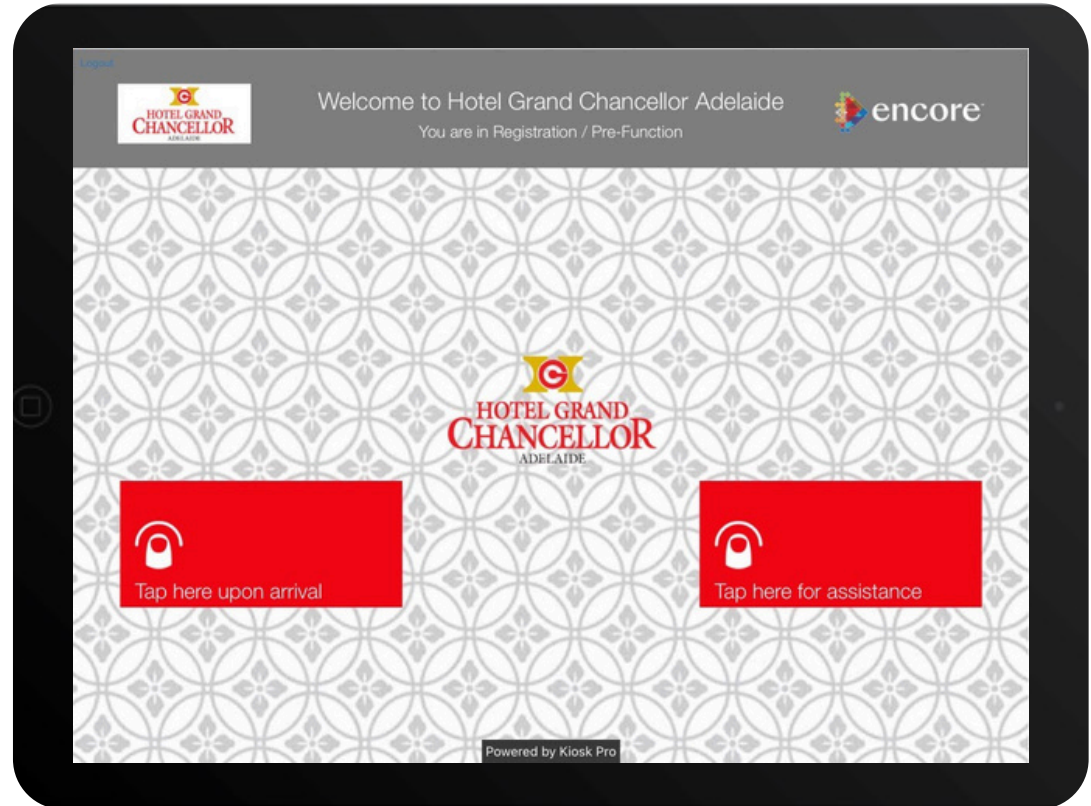 Logout
HOTEL GRAND
CHANCELLOR
ADELAIDE
Welcome to Hotel Grand Chancellor Adelaide
You are in Registration / Pre-Function
encore
HOTEL GRAND
CHANCELLOR
ADELAIDE
Tap here upon arrival
Tap here for assistance
Powered by Kiosk Pro